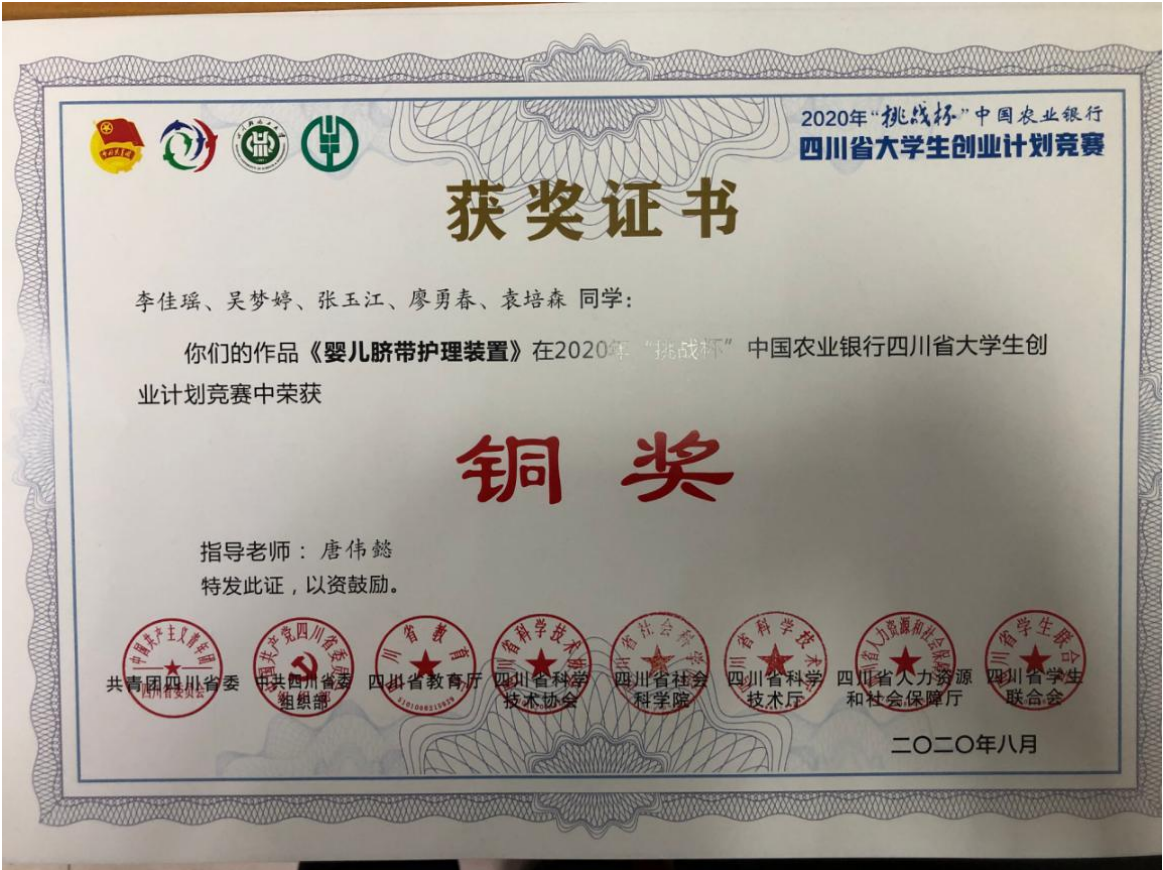 2020年“挑战杯”中国农业银行
四川省大学生创业计划竞赛
获奖证书
李佳瑶、吴梦婷、张玉江、廖勇春、袁培森 同学：
你们的作品《婴儿脐带护理装置》在2020年“挑战杯”中国农业银行四川省大学生创
业计划竞赛中荣获
铜 奖
指导老师：唐伟懿
特发此证，以资鼓励。
共青团四川省委
中共四川省委
组织部
四川省教育厅
四川省科学
技术协会
四川省社会
科学院
四川省科学
技术厅
四川省人力资源
和社会保障厅
四川省学生
联合会
二〇二〇年八月